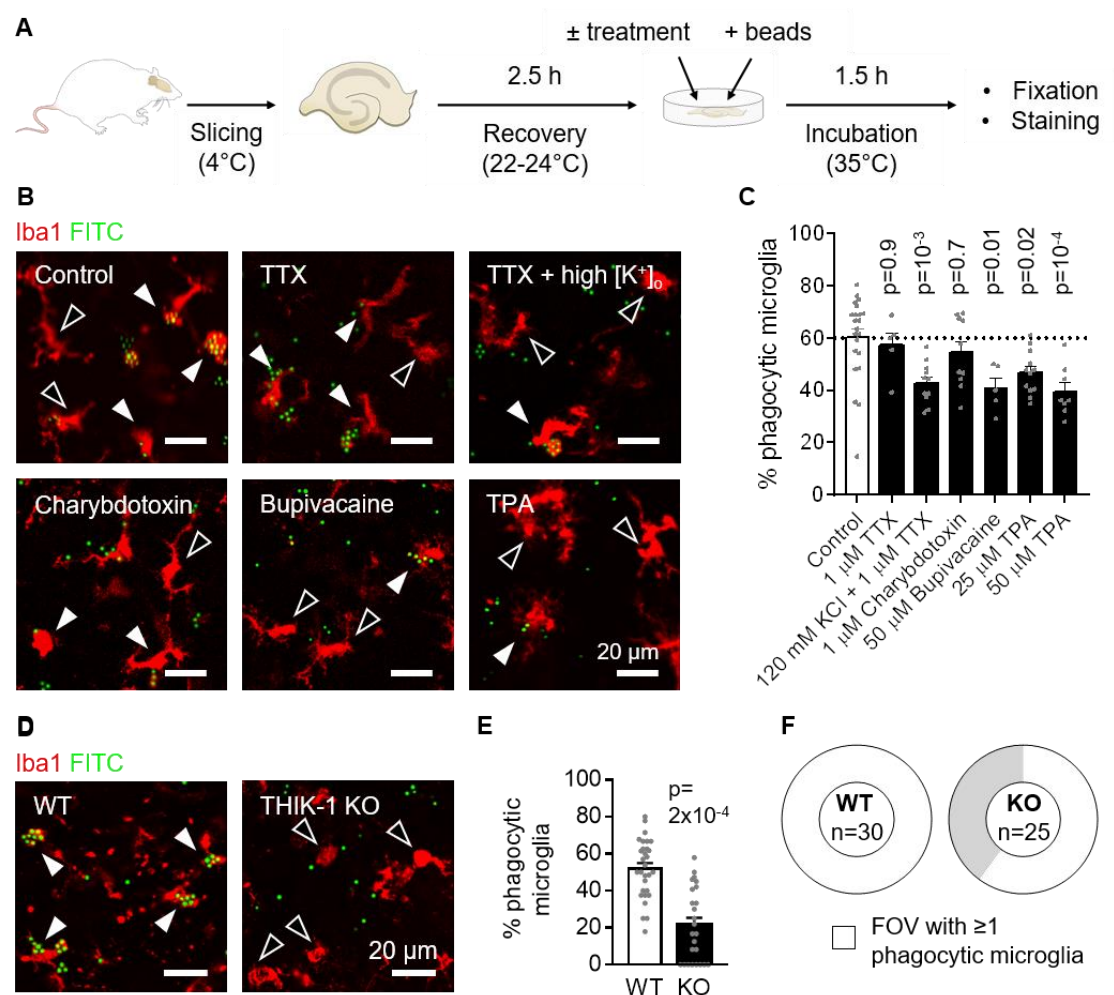 A
± treatment + beads
2.5 h
1.5 h
Slicing
(4°C)
Recovery
(22-24°C)
Incubation
(35°C)
• Fixation
• Staining
B
Iba1 FITC
Control
TTX
TTX + high [K⁺]ₒ
Charybdotoxin
Bupivacaine
TPA
20 µm
C
% phagocytic microglia
100
80
60
40
20
0
p=0.9
p=10⁻³
p=0.7
p=0.01
p=0.02
p=10⁻⁴
Control
1 µM TTX
120 mM KCl + 1 µM TTX
1 µM Charybdotoxin
50 µM Bupivacaine
25 µM TPA
50 µM TPA
D
Iba1 FITC
WT
THIK-1 KO
20 µm
E
% phagocytic
microglia
100
80
60
40
20
0
p=
2x10⁻⁴
WT KO
F
WT
n=30
KO
n=25
FOV with ≥1
phagocytic microglia